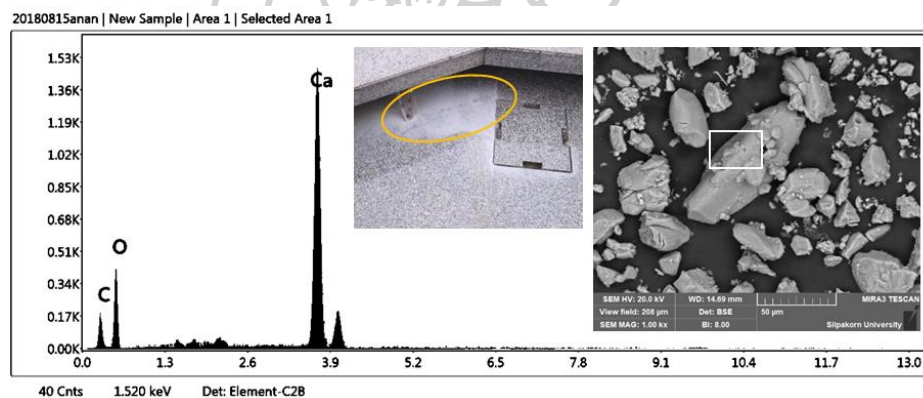 20180815anan | New Sample | Area 1 | Selected Area 1
1.53K
1.36K
1.19K
1.02K
0.85K
0.68K
0.51K
0.34K
0.17K
0.00K
Ca
O
C
0.0 1.3 2.6 3.9 5.2 6.5 7.8 9.1 10.4 11.7 13.0
40 Cnts 1.520 keV Det: Element-C2B
SEM HV: 20.0 kV WD: 14.69 mm MIRA3 TESCAN
View field: 208 µm Det: BSE 50 µm
SEM MAG: 1.00 kx BI: 8.00 Silpakorn University